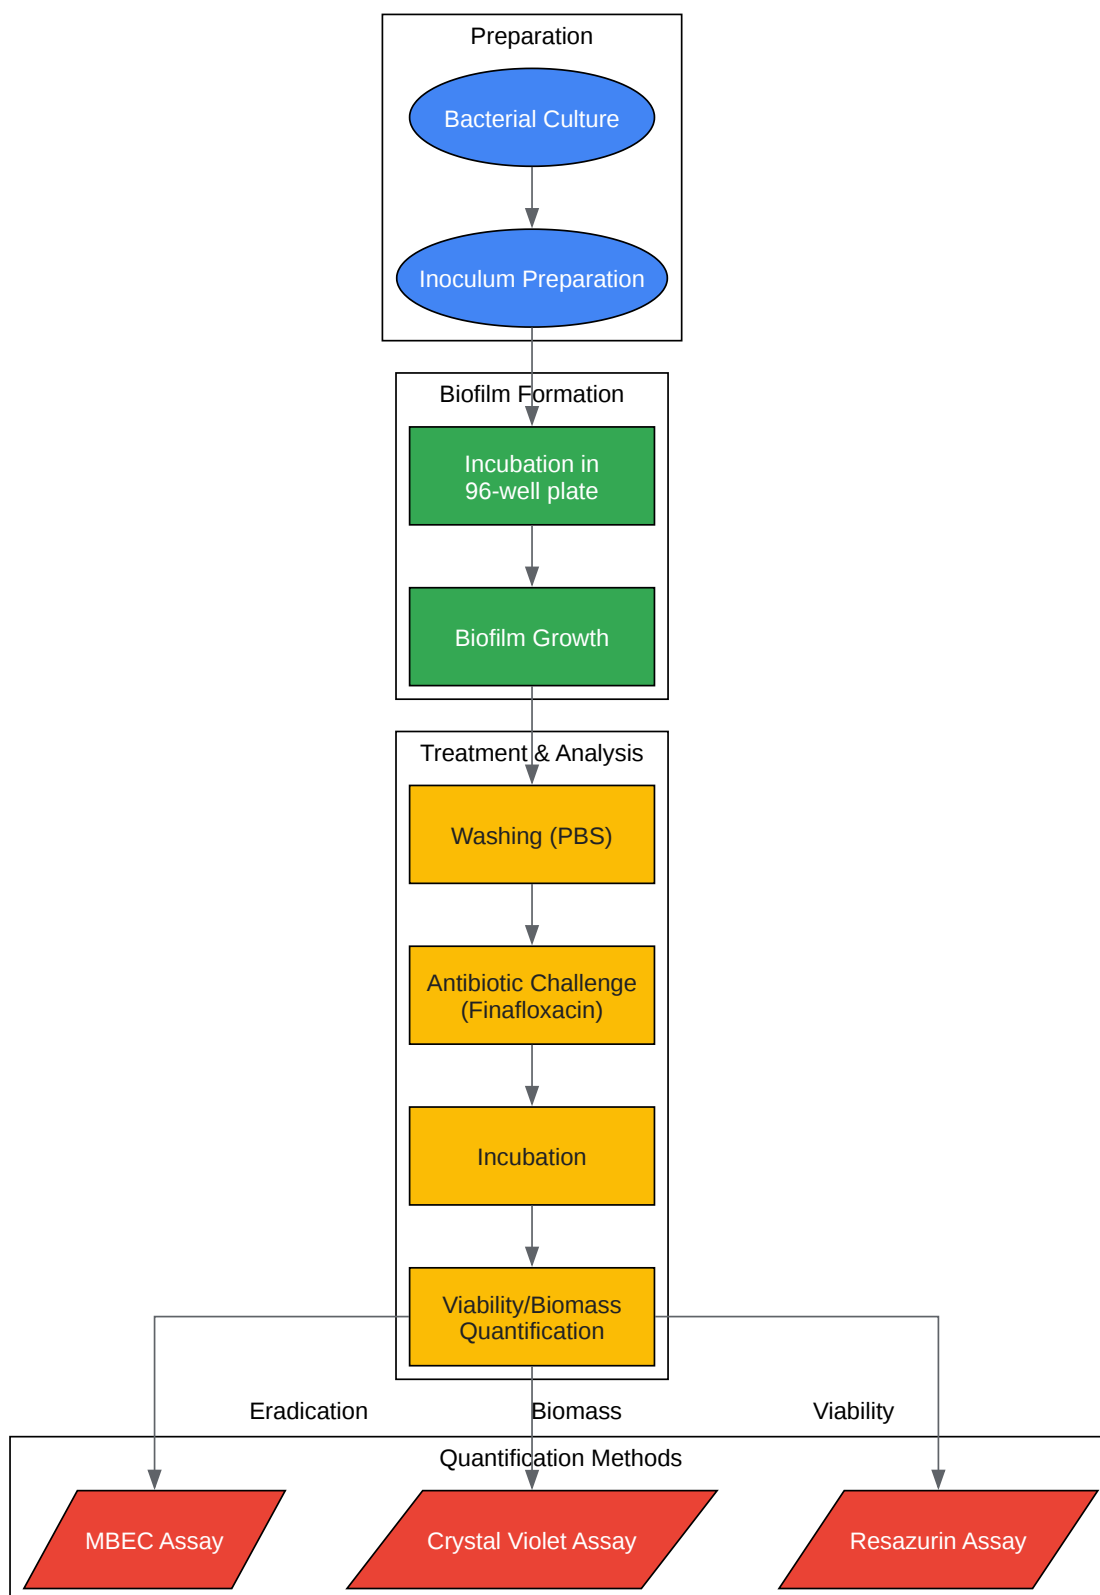 Preparation
Bacterial Culture
Inoculum Preparation
Biofilm Formation
Incubation in
96-well plate
Biofilm Growth
Treatment & Analysis
Washing (PBS)
Antibiotic Challenge
(Finafloxacin)
Incubation
Viability/Biomass
Quantification
Eradication
Biomass
Viability
Quantification Methods
MBEC Assay
Crystal Violet Assay
Resazurin Assay